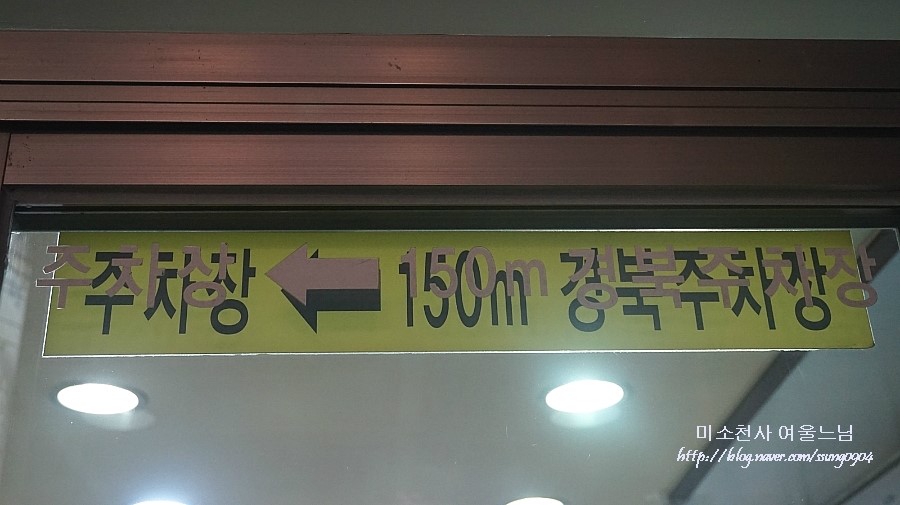 주차장 ← 150m 경북주차장
미소천사 여울느님
http://blog.naver.com/ssung0904